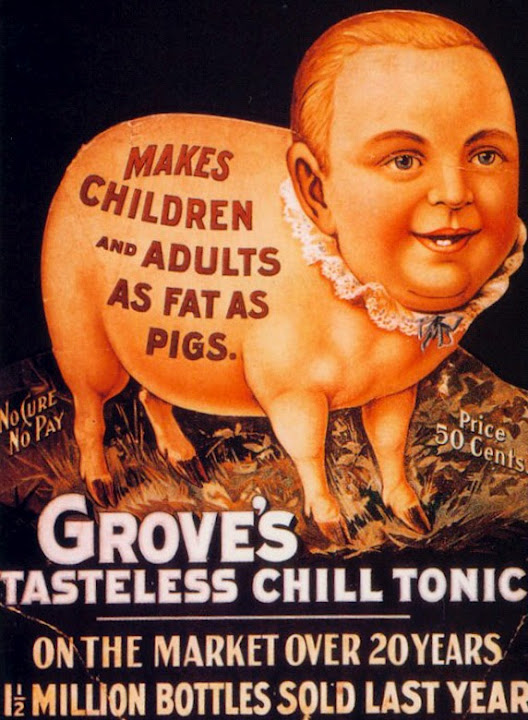 MAKES
CHILDREN
AND ADULTS
AS FAT AS
PIGS.
NO CURE
NO PAY
Price
50 Cents
GROVE'S
TASTELESS CHILL TONIC
ON THE MARKET OVER 20 YEARS
1½ MILLION BOTTLES SOLD LAST YEAR